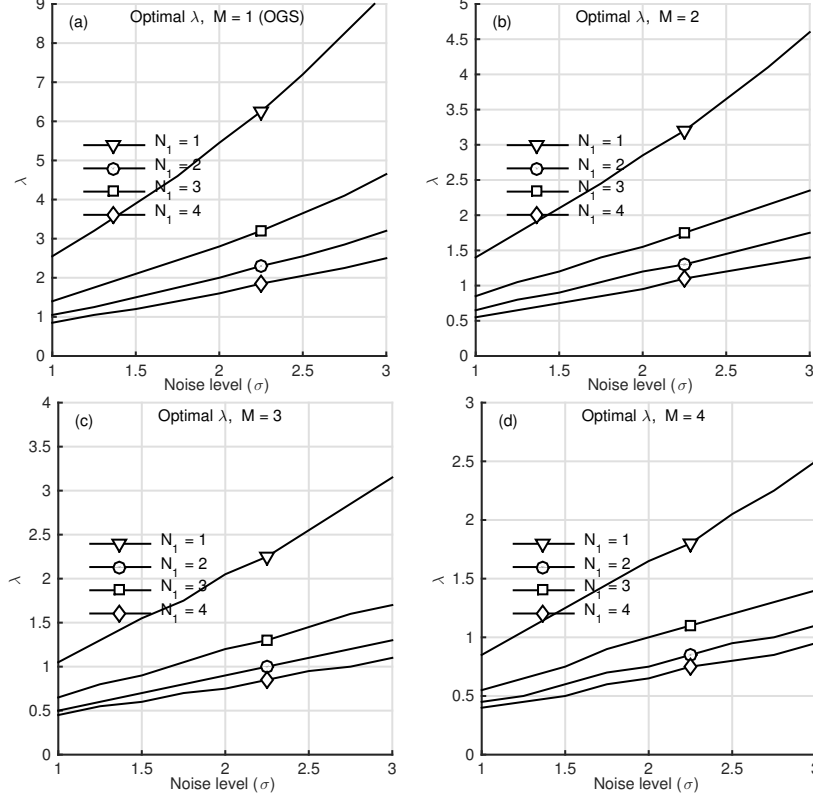 (a) Optimal λ, M = 1 (OGS)
9
8
7
6
5
4
3
2
1
0
λ
N1 = 1
N1 = 2
N1 = 3
N1 = 4
1 1.5 2 2.5 3
Noise level (σ)
(b) Optimal λ, M = 2
5
4.5
4
3.5
3
2.5
2
1.5
1
0.5
0
λ
N1 = 1
N1 = 2
N1 = 3
N1 = 4
1 1.5 2 2.5 3
Noise level (σ)
(c) Optimal λ, M = 3
4
3.5
3
2.5
2
1.5
1
0.5
0
λ
N1 = 1
N1 = 2
N1 = 3
N1 = 4
1 1.5 2 2.5 3
Noise level (σ)
(d) Optimal λ, M = 4
3
2.5
2
1.5
1
0.5
0
λ
N1 = 1
N1 = 2
N1 = 3
N1 = 4
1 1.5 2 2.5 3
Noise level (σ)